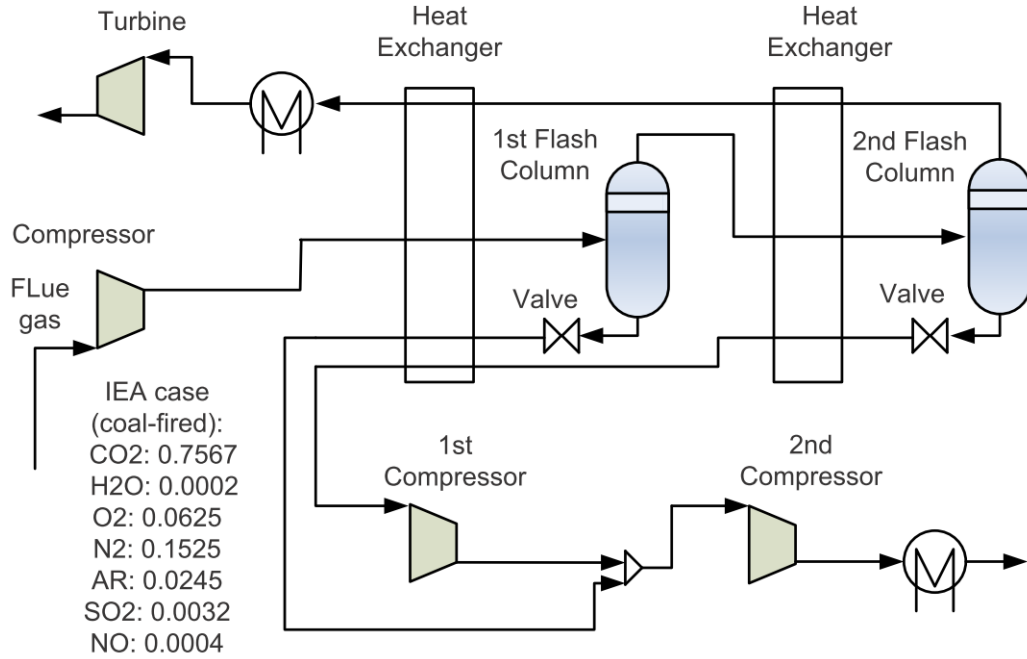 Turbine
Heat
Exchanger
Heat
Exchanger
1st Flash
Column
2nd Flash
Column
Compressor
FLue
gas
Valve
Valve
IEA case
(coal-fired):
CO2: 0.7567
H2O: 0.0002
O2: 0.0625
N2: 0.1525
AR: 0.0245
SO2: 0.0032
NO: 0.0004
1st
Compressor
2nd
Compressor